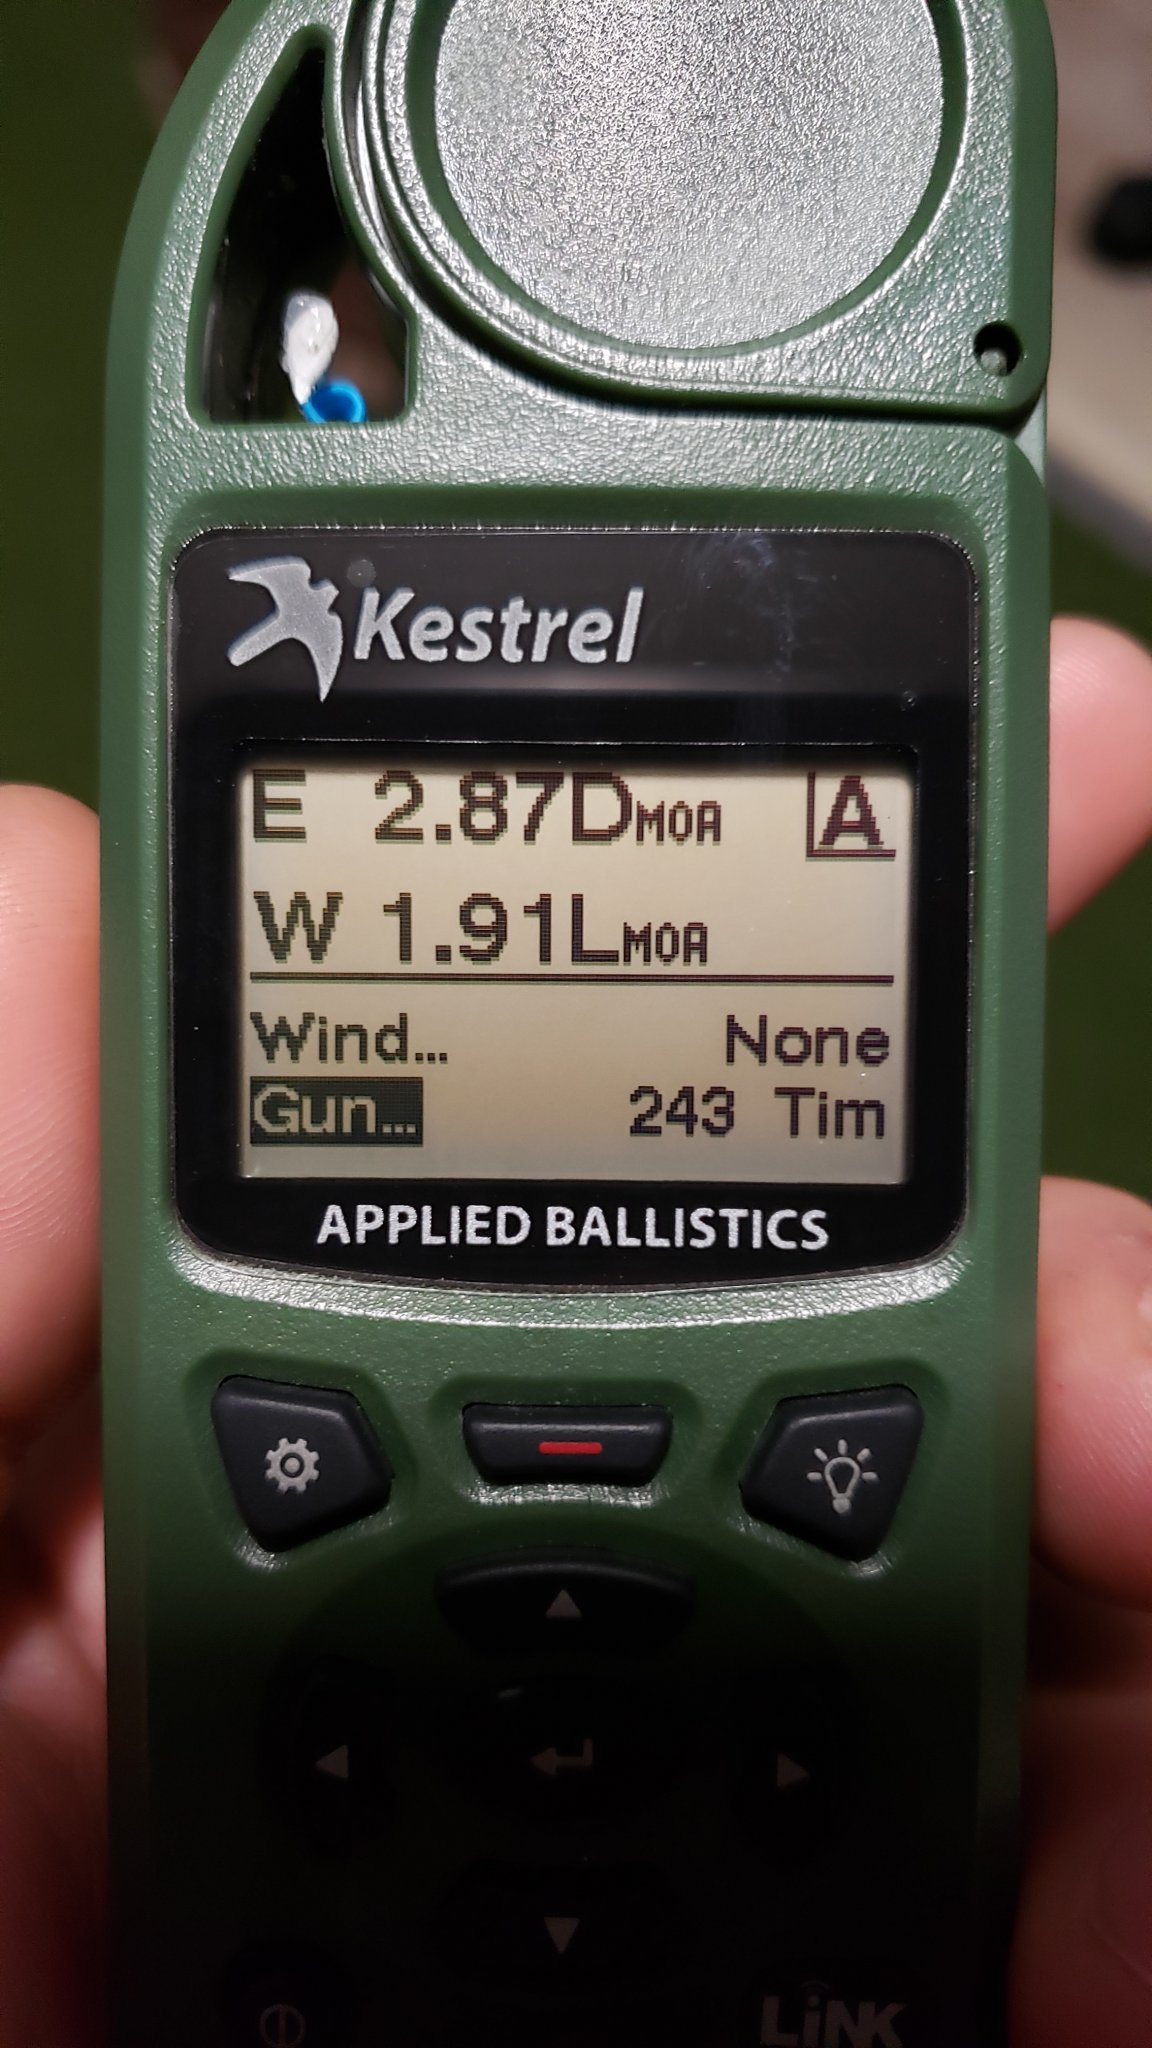 Kestrel
E 2.87DMOA A
W 1.91LMOA
Wind... None
Gun... 243 Tim
APPLIED BALLISTICS
LiNK